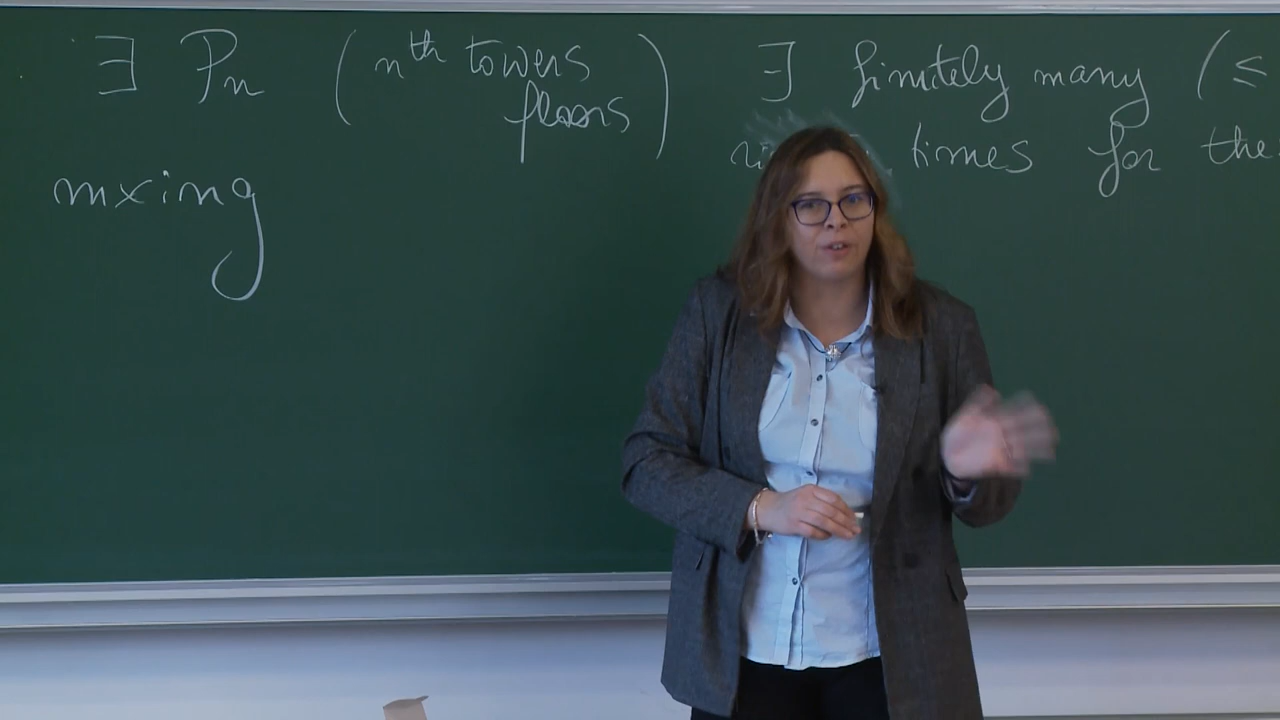 ∃ Pn ( nth towers floors ) ∃ finitely many ( ≤
times for the
mxing